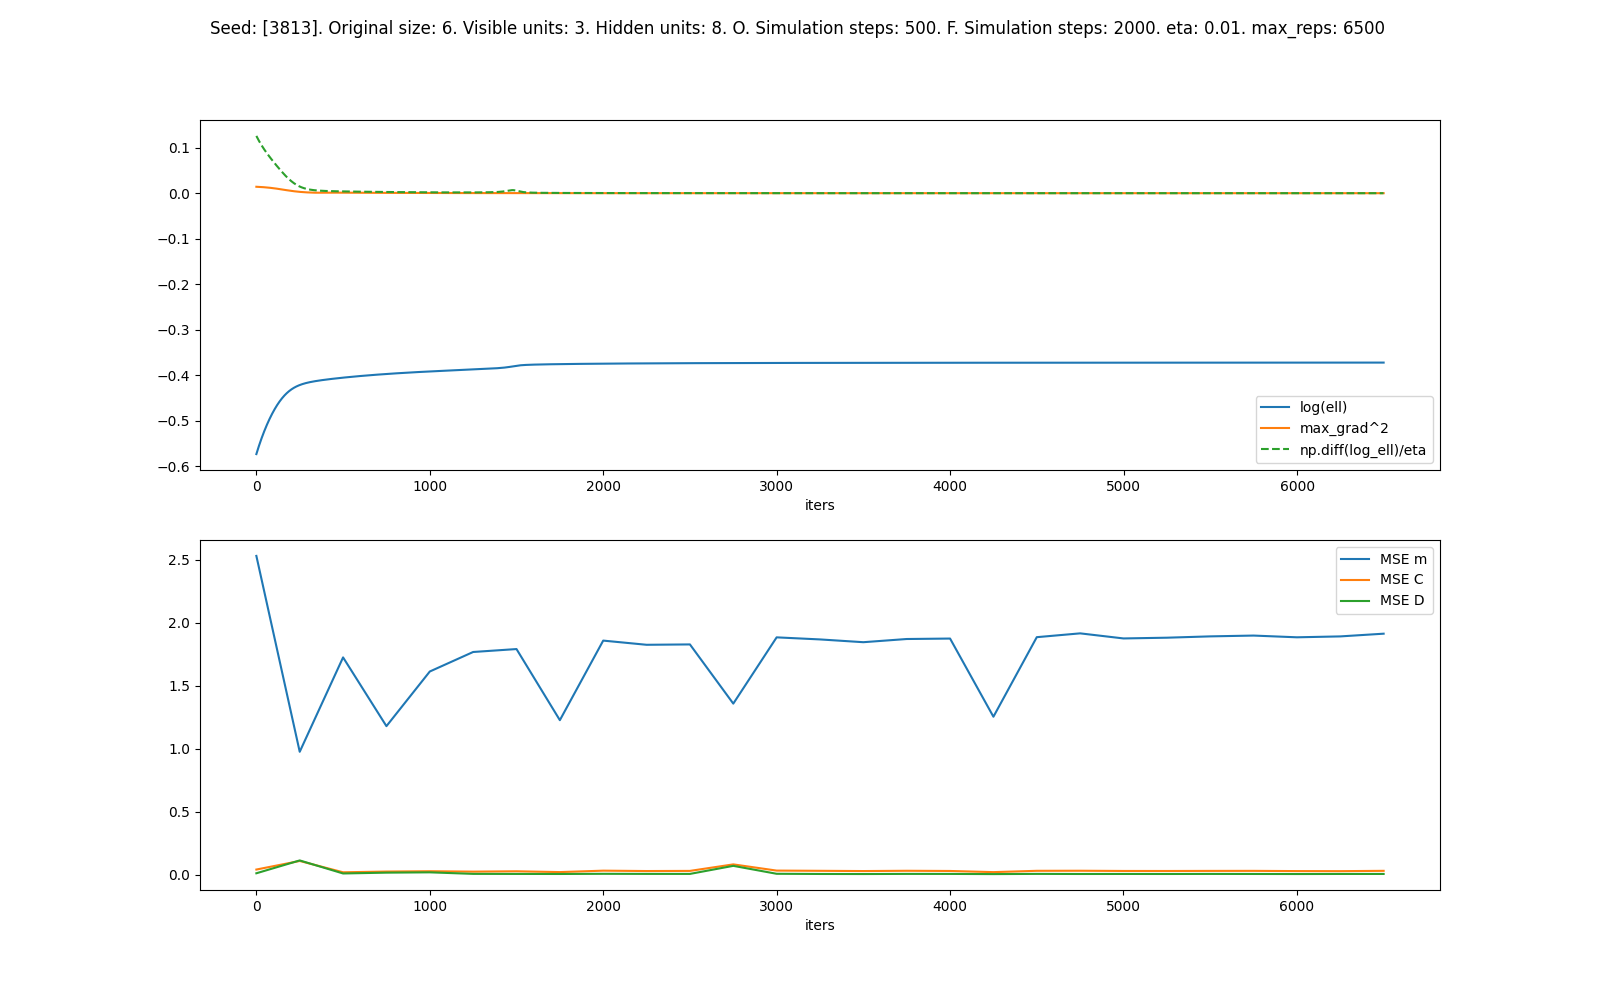 Seed: [3813]. Original size: 6. Visible units: 3. Hidden units: 8. O. Simulation steps: 500. F. Simulation steps: 2000. eta: 0.01. max_reps: 6500
0.1
0.0
−0.1
−0.2
−0.3
−0.4
−0.5
−0.6
log(ell)
max_grad^2
np.diff(log_ell)/eta
0 1000 2000 3000 4000 5000 6000
iters
2.5
2.0
1.5
1.0
0.5
0.0
MSE m
MSE C
MSE D
0 1000 2000 3000 4000 5000 6000
iters